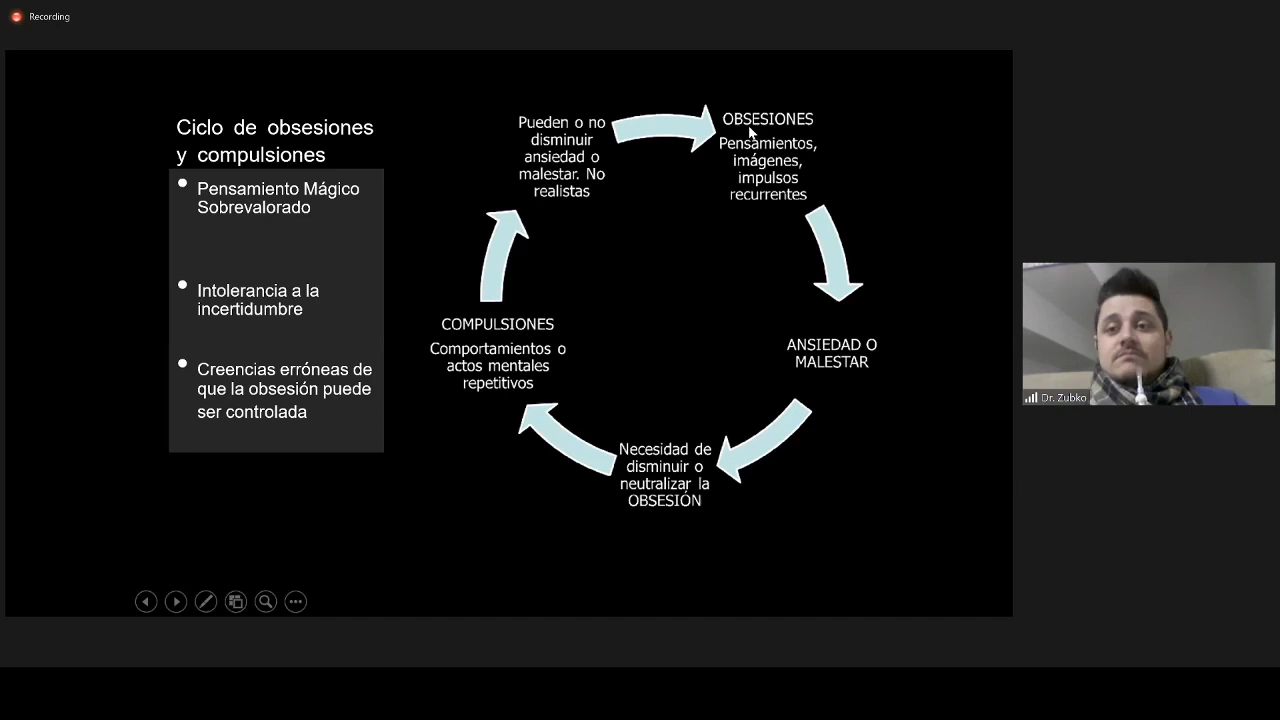 Recording
Ciclo de obsesiones
y compulsiones
Pensamiento Mágico
Sobrevalorado
Intolerancia a la
incertidumbre
Creencias erróneas de
que la obsesión puede
ser controlada
Pueden o no
disminuir
ansiedad o
malestar. No
realistas
OBSESIONES
Pensamientos,
imágenes,
impulsos
recurrentes
ANSIEDAD O
MALESTAR
Necesidad de
disminuir o
neutralizar la
OBSESIÓN
COMPULSIONES
Comportamientos o
actos mentales
repetitivos
Dr. Zubko